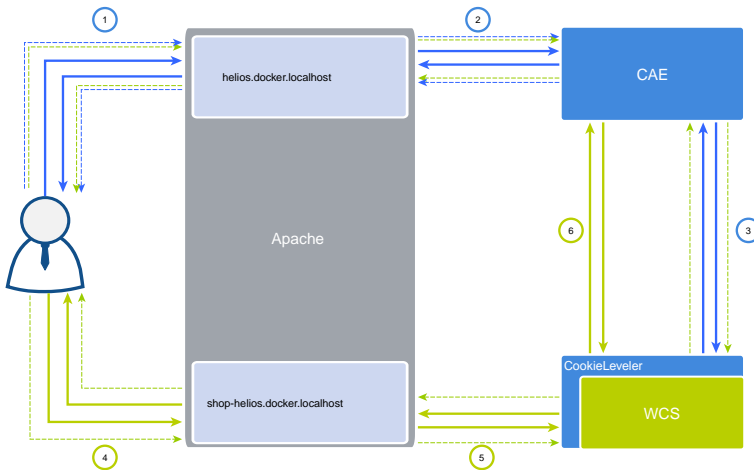 1
2
helios.docker.localhost
CAE
Apache
6
3
CookieLeveler
shop-helios.docker.localhost
WCS
4
5